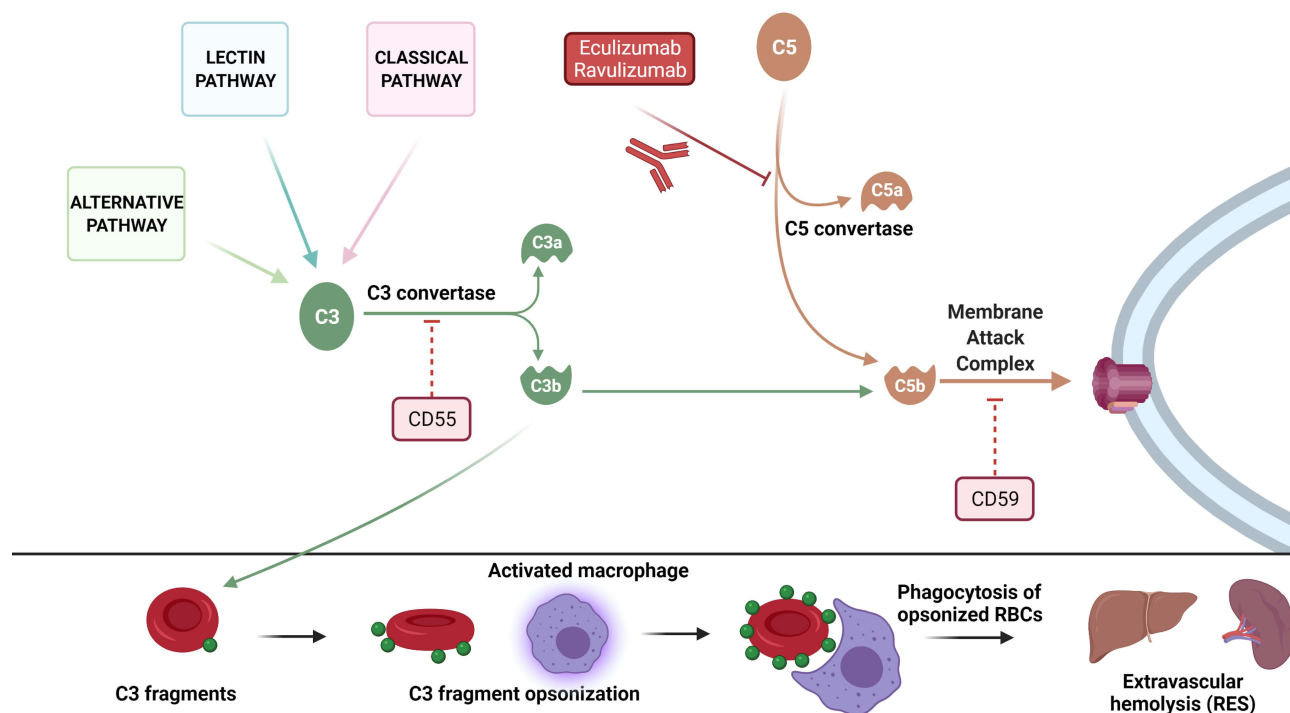 LECTIN
PATHWAY
CLASSICAL
PATHWAY
Eculizumab
Ravulizumab
C5
ALTERNATIVE
PATHWAY
C5a
C5 convertase
C3a
C3 convertase
C3
Membrane
Attack
Complex
C3b
C5b
CD55
CD59
Activated macrophage
Phagocytosis of
opsonized RBCs
C3 fragments
C3 fragment opsonization
Extravascular
hemolysis (RES)